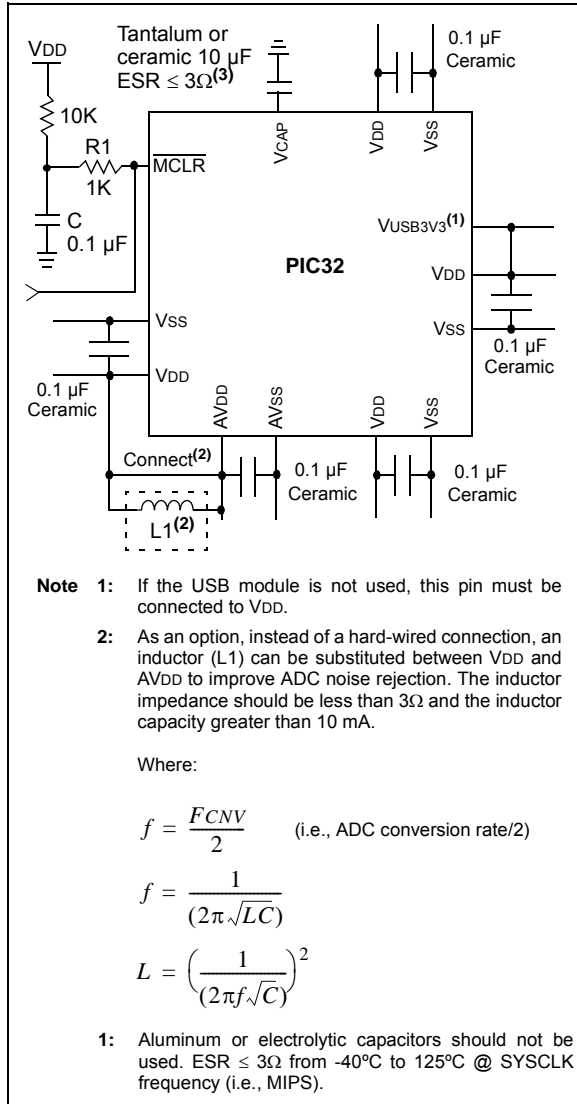 VDD
Tantalum or
ceramic 10 µF
ESR ≤ 3Ω(3)
0.1 µF
Ceramic
10K
R1
1K
C
0.1 µF
MCLR
VCAP
VDD
VSS
VUSB3V3(1)
VDD
VSS
PIC32
0.1 µF
Ceramic
VSS
VDD
0.1 µF
Ceramic
AVDD
AVSS
VDD
VSS
Connect(2)
L1(2)
0.1 µF
Ceramic
0.1 µF
Ceramic
Note 1: If the USB module is not used, this pin must be
connected to VDD.
2: As an option, instead of a hard-wired connection, an
inductor (L1) can be substituted between VDD and
AVDD to improve ADC noise rejection. The inductor
impedance should be less than 3Ω and the inductor
capacity greater than 10 mA.
Where:
f = FCNV / 2 (i.e., ADC conversion rate/2)
f = 1 / (2π√LC)
L = (1 / (2πf√C))²
1: Aluminum or electrolytic capacitors should not be
used. ESR ≤ 3Ω from -40ºC to 125ºC @ SYSCLK
frequency (i.e., MIPS).